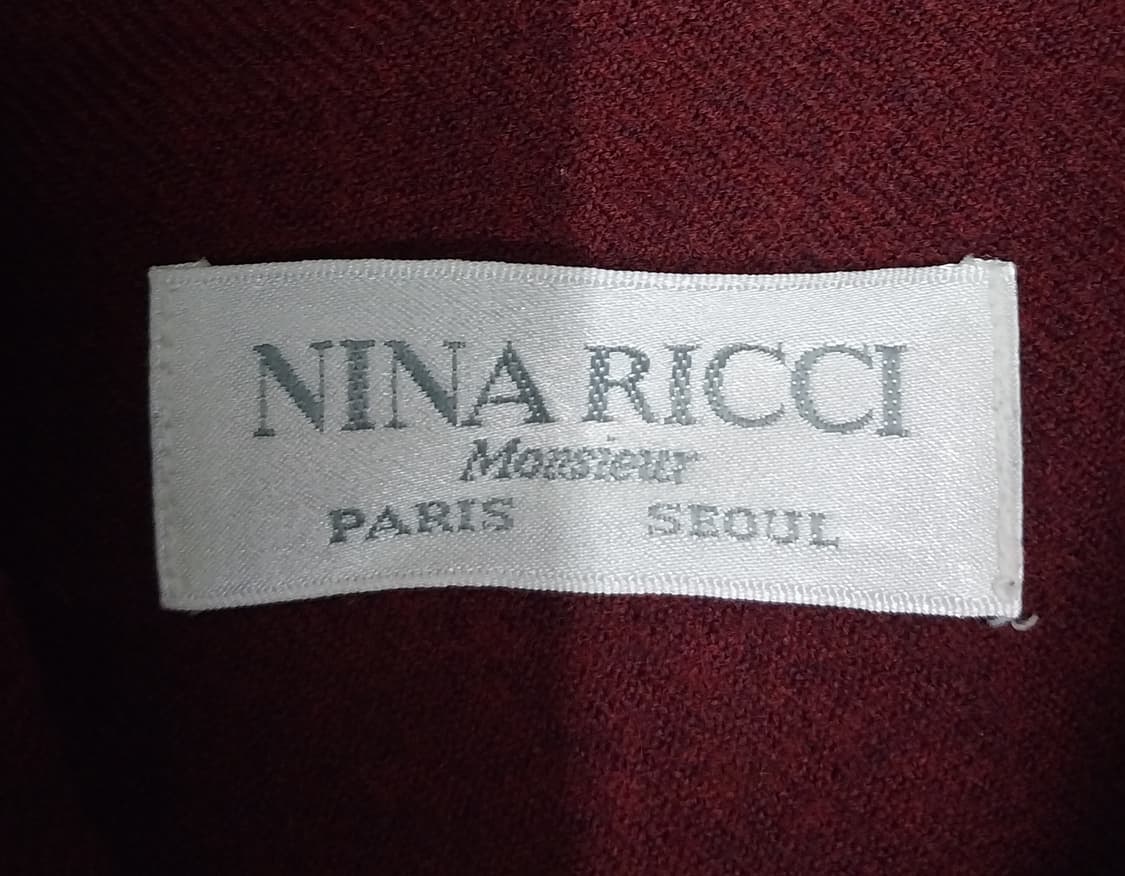 NINA RICCI
Monsieur
PARIS SEOUL